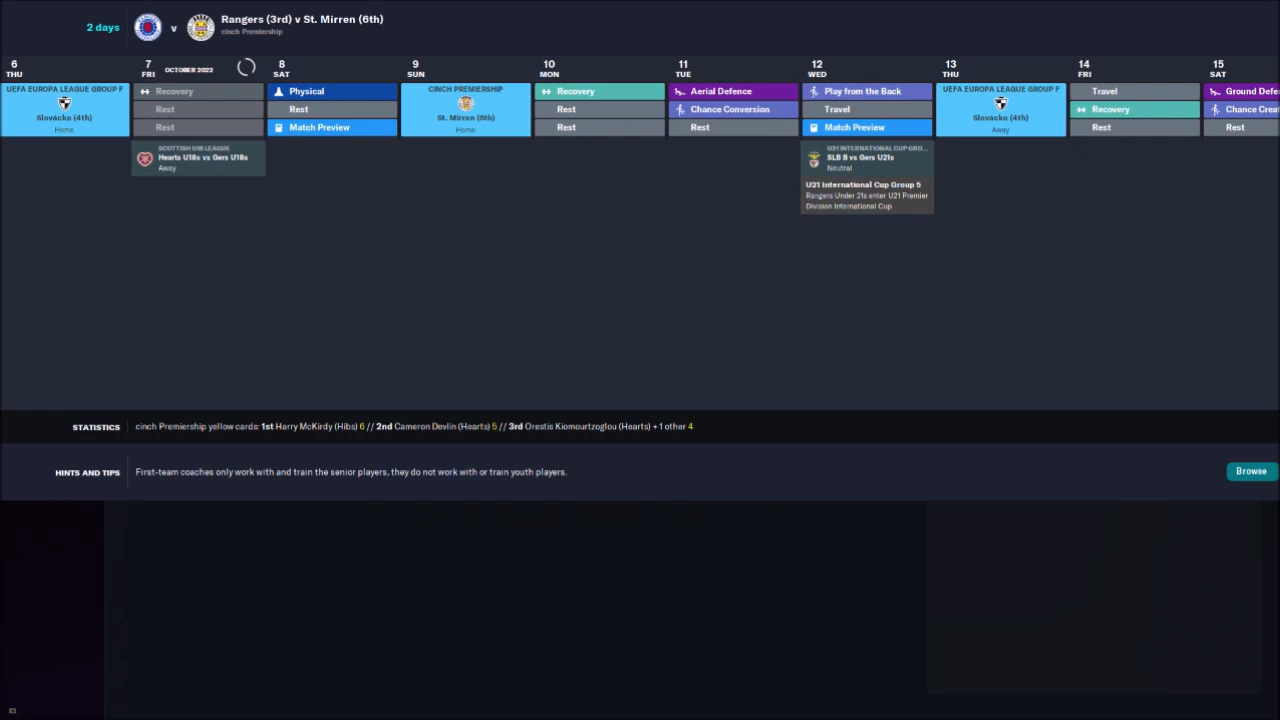 2 days
v
Rangers (3rd) v St. Mirren (6th)
cinch Premiership
6
THU
7
FRI
OCTOBER 2022
8
SAT
9
SUN
10
MON
11
TUE
12
WED
13
THU
14
FRI
15
SAT
UEFA EUROPA LEAGUE GROUP F
Slovácko (4th)
Home
Recovery
Rest
Rest
SCOTTISH U18 LEAGUE
Hearts U18s vs Gers U18s
Away
Physical
Rest
Match Preview
CINCH PREMIERSHIP
St. Mirren (6th)
Home
Recovery
Rest
Rest
Aerial Defence
Chance Conversion
Rest
Play from the Back
Travel
Match Preview
U21 INTERNATIONAL CUP GRO...
SLB B vs Gers U21s
Neutral
U21 International Cup Group 5
Rangers Under 21s enter U21 Premier
Division International Cup
UEFA EUROPA LEAGUE GROUP F
Slovácko (4th)
Away
Travel
Recovery
Rest
Ground Defe
Chance Crea
Rest
STATISTICS
cinch Premiership yellow cards: 1st Harry McKirdy (Hibs) 6 // 2nd Cameron Devlin (Hearts) 5 // 3rd Orestis Kiomourtzoglou (Hearts) + 1 other 4
HINTS AND TIPS
First-team coaches only work with and train the senior players, they do not work with or train youth players.
Browse